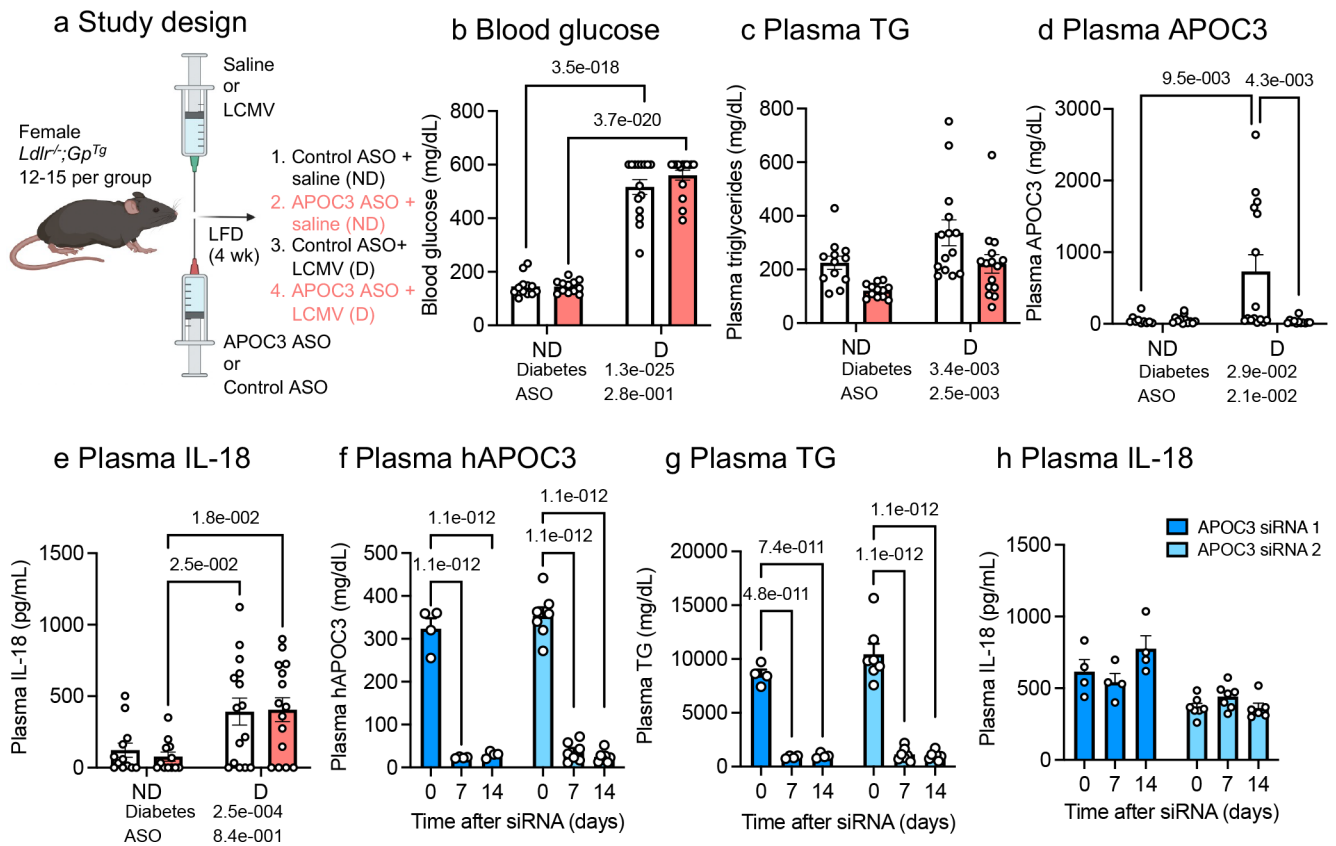 a Study design
Saline
or
LCMV
Female
Ldlr-/-;GpTg
12-15 per group
LFD
(4 wk)
1. Control ASO +
saline (ND)
2. APOC3 ASO +
saline (ND)
3. Control ASO+
LCMV (D)
4. APOC3 ASO +
LCMV (D)
APOC3 ASO
or
Control ASO
b Blood glucose
3.5e-018
3.7e-020
Blood glucose (mg/dL)
800
600
400
200
0
ND D
Diabetes 1.3e-025
ASO 2.8e-001
c Plasma TG
Plasma triglycerides (mg/dL)
800
600
400
200
0
ND D
Diabetes 3.4e-003
ASO 2.5e-003
d Plasma APOC3
9.5e-003 4.3e-003
Plasma APOC3 (mg/dL)
3000
2000
1000
0
ND D
Diabetes 2.9e-002
ASO 2.1e-002
e Plasma IL-18
1.8e-002
2.5e-002
Plasma IL-18 (pg/mL)
1500
1000
500
0
ND D
Diabetes 2.5e-004
ASO 8.4e-001
f Plasma hAPOC3
1.1e-012
1.1e-012
1.1e-012
1.1e-012
Plasma hAPOC3 (mg/dL)
500
400
300
200
100
0
0 7 14 0 7 14
Time after siRNA (days)
g Plasma TG
1.1e-012
7.4e-011
1.1e-012
4.8e-011
Plasma TG (mg/dL)
20000
15000
10000
5000
0
0 7 14 0 7 14
Time after siRNA (days)
h Plasma IL-18
APOC3 siRNA 1
APOC3 siRNA 2
Plasma IL-18 (pg/mL)
1500
1000
500
0
0 7 14 0 7 14
Time after siRNA (days)